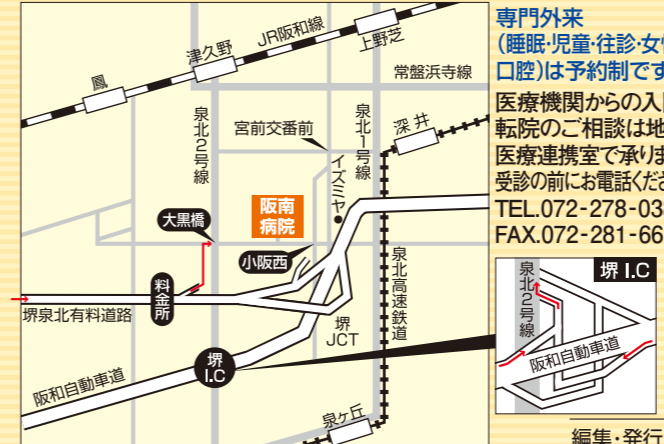 JR阪和線
上野芝
津久野
鳳
常盤浜寺線
泉北2号線
宮前交番前
泉北1号線
深井
イズミヤ
阪南
病院
大黒橋
小阪西
料金所
堺泉北有料道路
泉北高速鉄道
堺
JCT
堺
I.C
阪和自動車道
泉ヶ丘
専門外来
(睡眠・児童・往診・女
口腔)は予約制です
医療機関からの入
転院のご相談は地
医療連携室で承りま
受診の前にお電話くださ
TEL.072-278-03
FAX.072-281-66
堺 I.C
泉北2号線
阪和自動車道
編集・発行